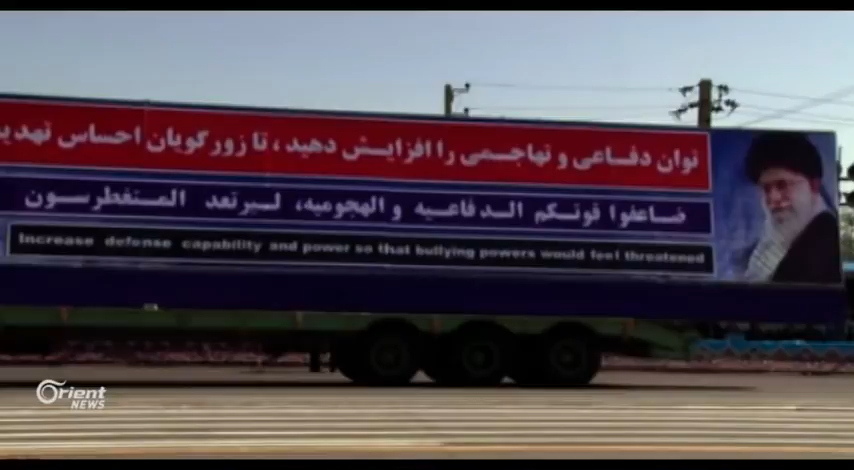 توان دفاعی و تهاجمی را افزایش دهید، تا زورگویان احساس تهدید
ضاعفوا قوتكم الدفاعيه والهجوميه، ليرتعد المتغطرسون
Increase defense capability and power so that bullying powers would feel threatened
Orient
NEWS